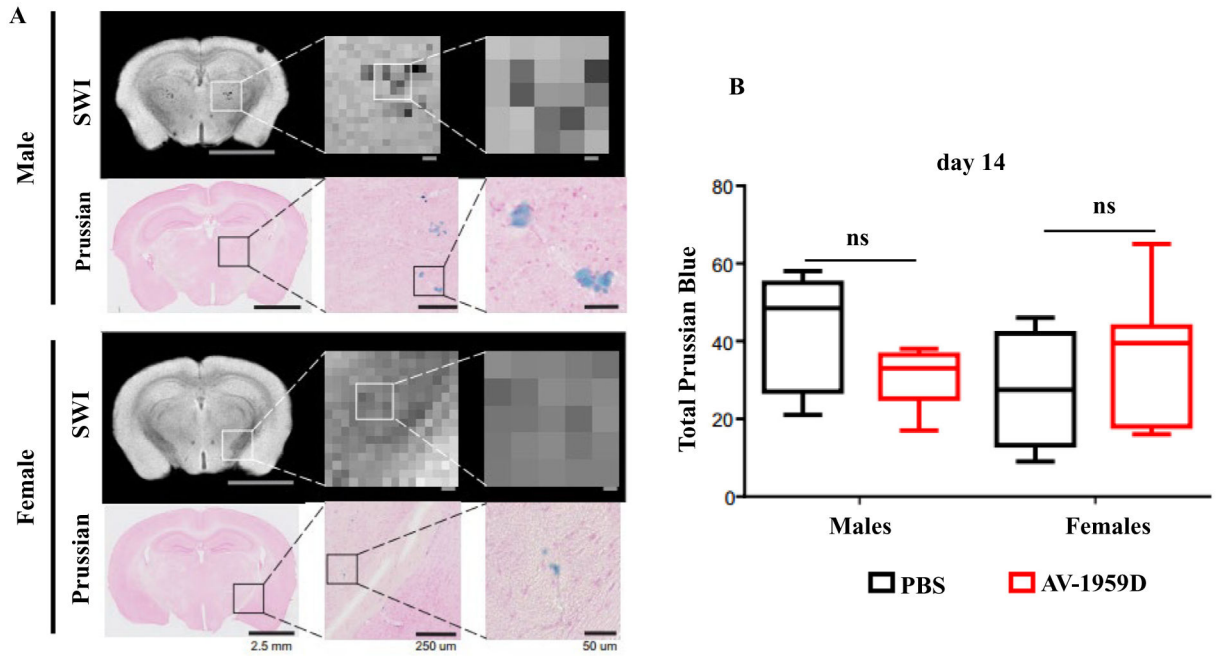 A
Male
SWI
Prussian
Female
SWI
Prussian
2.5 mm
250 um
50 um
B
day 14
Total Prussian Blue
80
60
40
20
0
ns
ns
Males
Females
PBS
AV-1959D